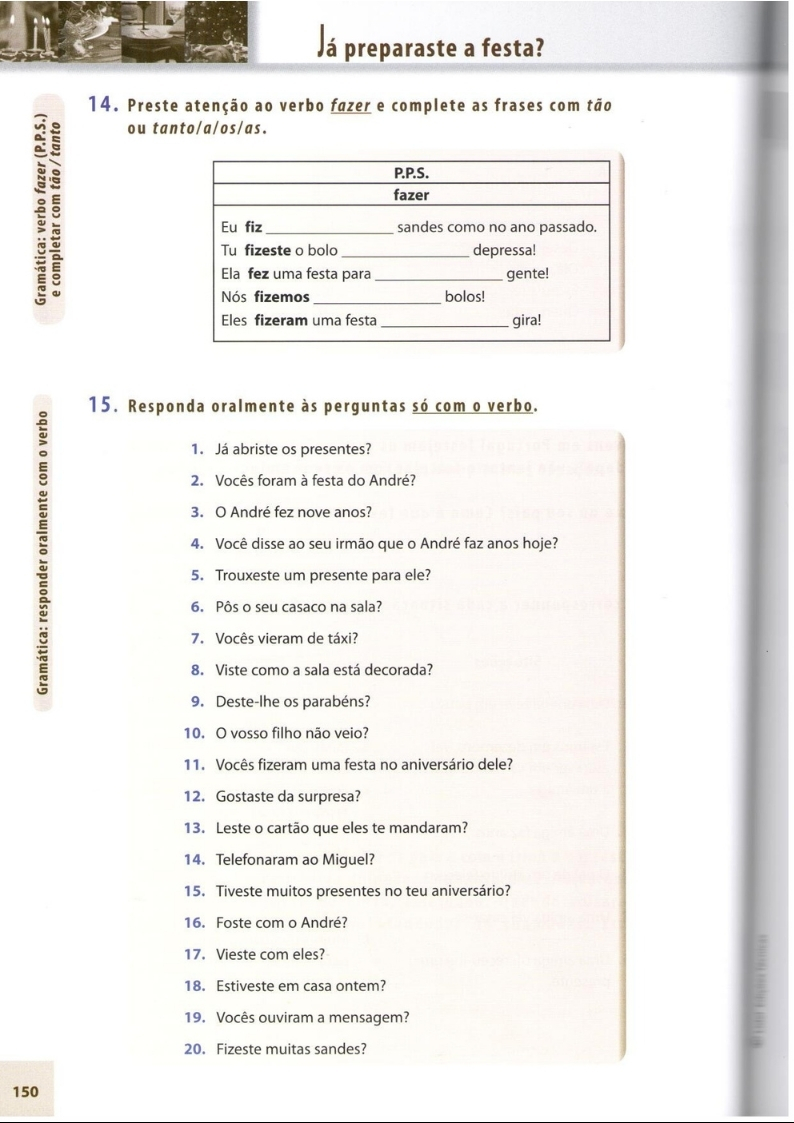 Já preparaste a festa?
Gramática: verbo fazer (P.P.S.)
e completar com tão / tanto
14. Preste atenção ao verbo fazer e complete as frases com tão
ou tanto/a/os/as.
P.P.S.
fazer
Eu fiz ________________ sandes como no ano passado.
Tu fizeste o bolo ________________ depressa!
Ela fez uma festa para ________________ gente!
Nós fizemos ________________ bolos!
Eles fizeram uma festa ________________ gira!
Gramática: responder oralmente com o verbo
15. Responda oralmente às perguntas só com o verbo.
1. Já abriste os presentes?
2. Vocês foram à festa do André?
3. O André fez nove anos?
4. Você disse ao seu irmão que o André faz anos hoje?
5. Trouxeste um presente para ele?
6. Pôs o seu casaco na sala?
7. Vocês vieram de táxi?
8. Viste como a sala está decorada?
9. Deste-lhe os parabéns?
10. O vosso filho não veio?
11. Vocês fizeram uma festa no aniversário dele?
12. Gostaste da surpresa?
13. Leste o cartão que eles te mandaram?
14. Telefonaram ao Miguel?
15. Tiveste muitos presentes no teu aniversário?
16. Foste com o André?
17. Vieste com eles?
18. Estiveste em casa ontem?
19. Vocês ouviram a mensagem?
20. Fizeste muitas sandes?
150